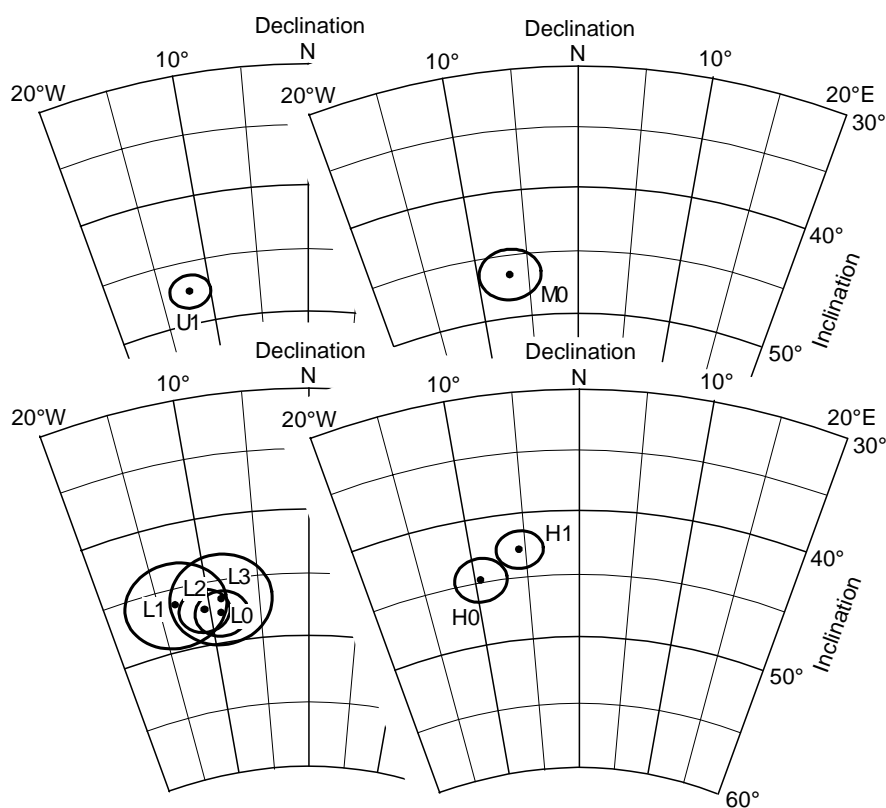 Declination
N
10°
20°W
U1
Declination
N
10°
10°
20°W
20°E
30°
40°
50°
Inclination
M0
Declination
N
10°
20°W
L1
L2
L3
L0
Declination
N
10°
10°
20°W
20°E
30°
40°
50°
60°
Inclination
H1
H0